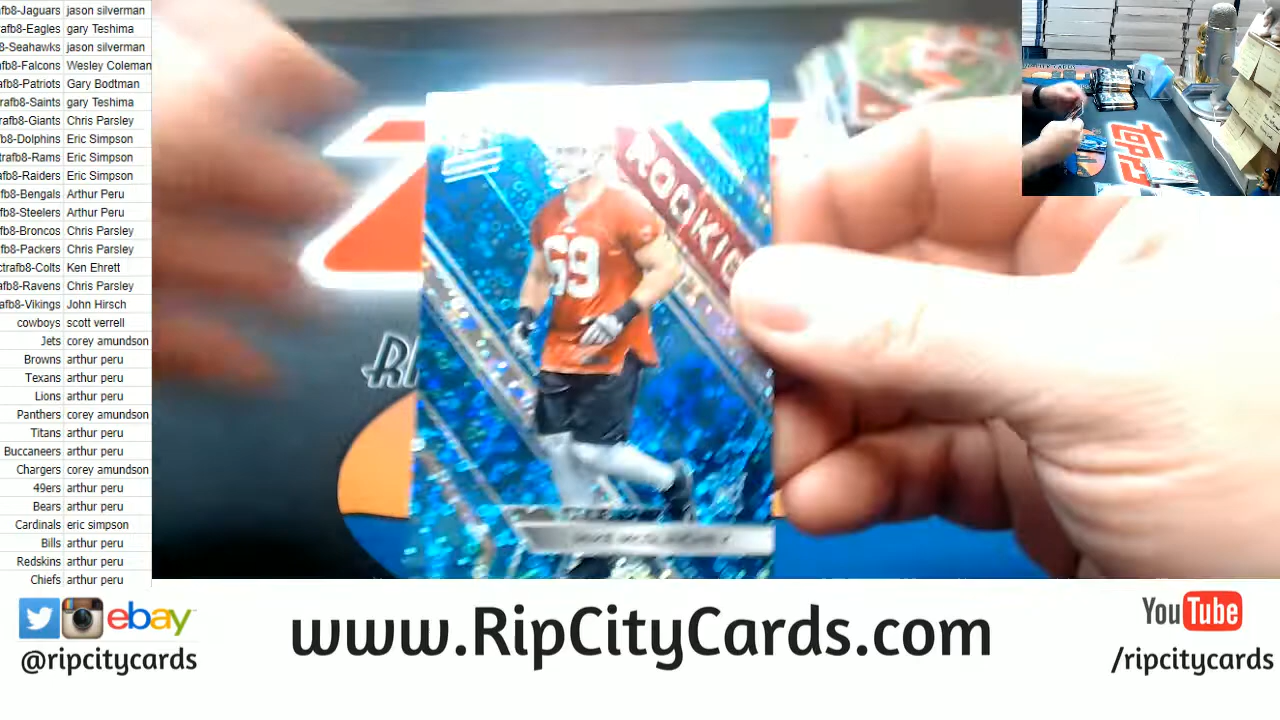 afb8-Jaguars jason silverman
rafb8-Eagles gary Teshima
8-Seahawks jason silverman
afb8-Falcons Wesley Coleman
afb8-Patriots Gary Bodtman
rafb8-Saints gary Teshima
trafb8-Giants Chris Parsley
fb8-Dolphins Eric Simpson
trafb8-Rams Eric Simpson
afb8-Raiders Eric Simpson
afb8-Bengals Arthur Peru
fb8-Steelers Arthur Peru
fb8-Broncos Chris Parsley
fb8-Packers Chris Parsley
ctrafb8-Colts Ken Ehrett
afb8-Ravens Chris Parsley
afb8-Vikings John Hirsch
cowboys scott verrell
Jets corey amundson
Browns arthur peru
Texans arthur peru
Lions arthur peru
Panthers corey amundson
Titans arthur peru
Buccaneers arthur peru
Chargers corey amundson
49ers arthur peru
Bears arthur peru
Cardinals eric simpson
Bills arthur peru
Redskins arthur peru
Chiefs arthur peru
ROOKIE
69
RI
TOPPS
ebay
@ripcitycards
www.RipCityCards.com
YouTube
/ripcitycards